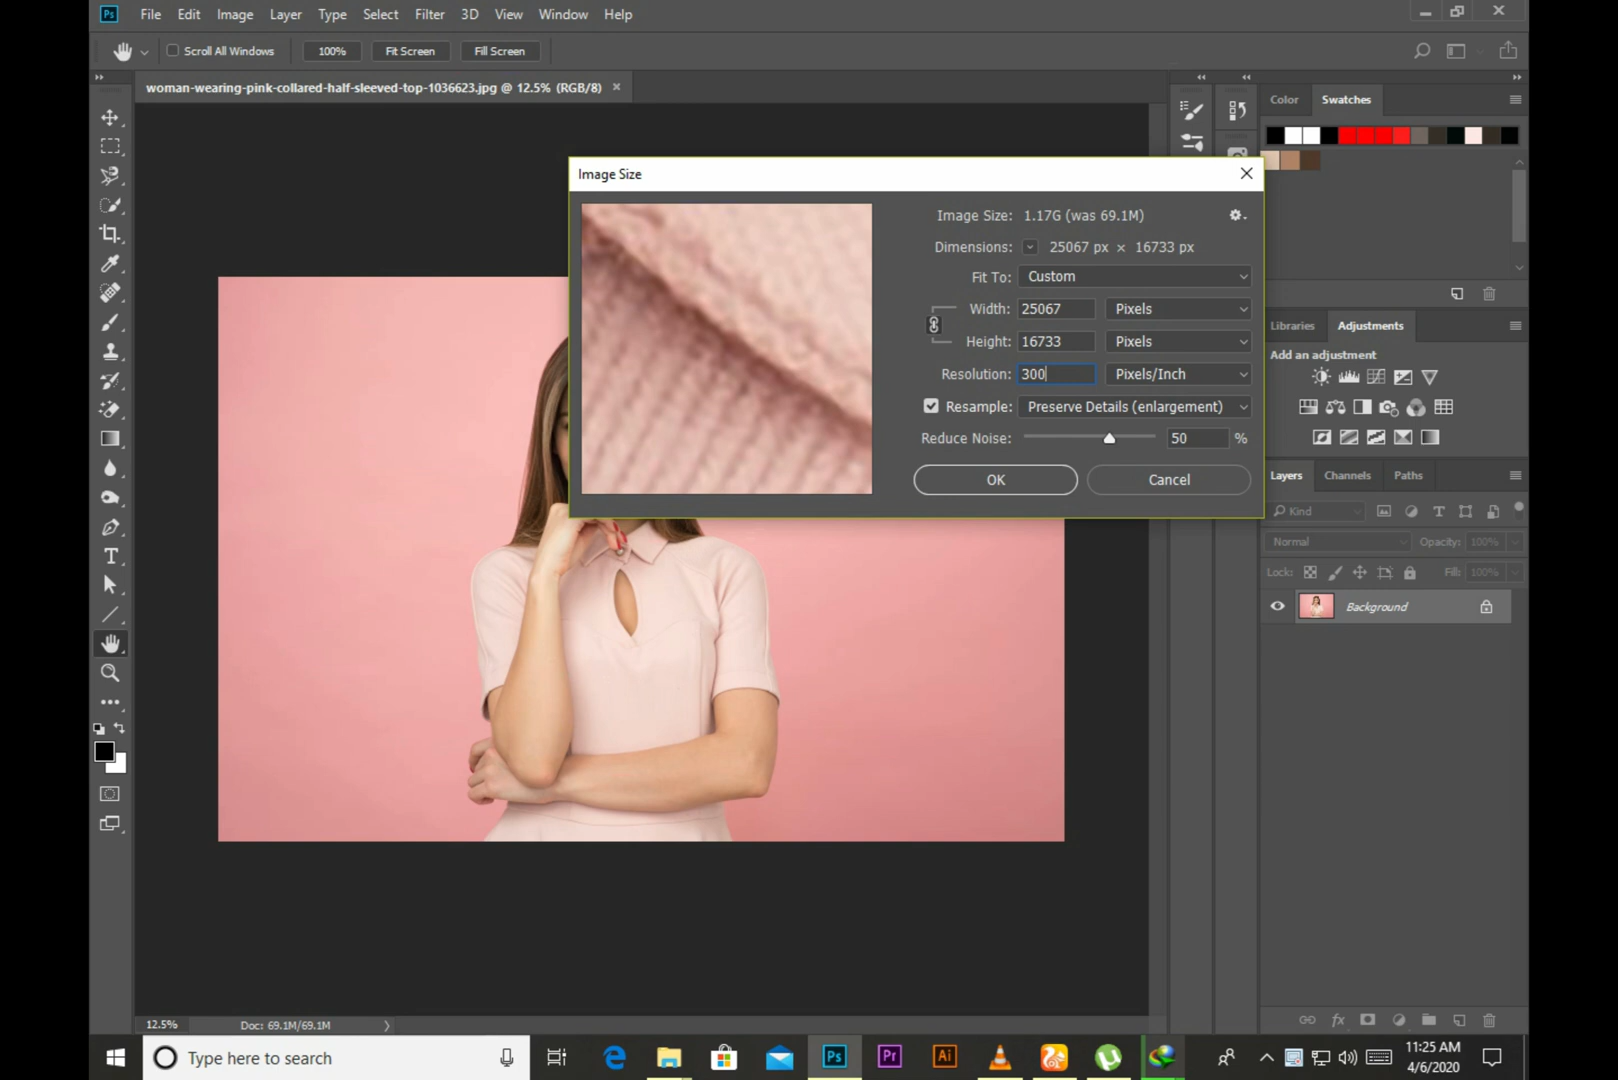 Ps File Edit Image Layer Type Select Filter 3D View Window Help
Scroll All Windows 100% Fit Screen Fill Screen
woman-wearing-pink-collared-half-sleeved-top-1036623.jpg @ 12.5% (RGB/8) ×
Color Swatches
Image Size
Image Size: 1.17G (was 69.1M)
Dimensions: 25067 px × 16733 px
Fit To: Custom
Width: 25067 Pixels
Height: 16733 Pixels
Resolution: 300 Pixels/Inch
Resample: Preserve Details (enlargement)
Reduce Noise: 50 %
OK Cancel
Libraries Adjustments
Add an adjustment
Layers Channels Paths
Kind
Normal Opacity: 100%
Lock: Fill: 100%
Background
12.5% Doc: 69.1M/69.1M
Type here to search
Ps Pr Ai
11:25 AM
4/6/2020